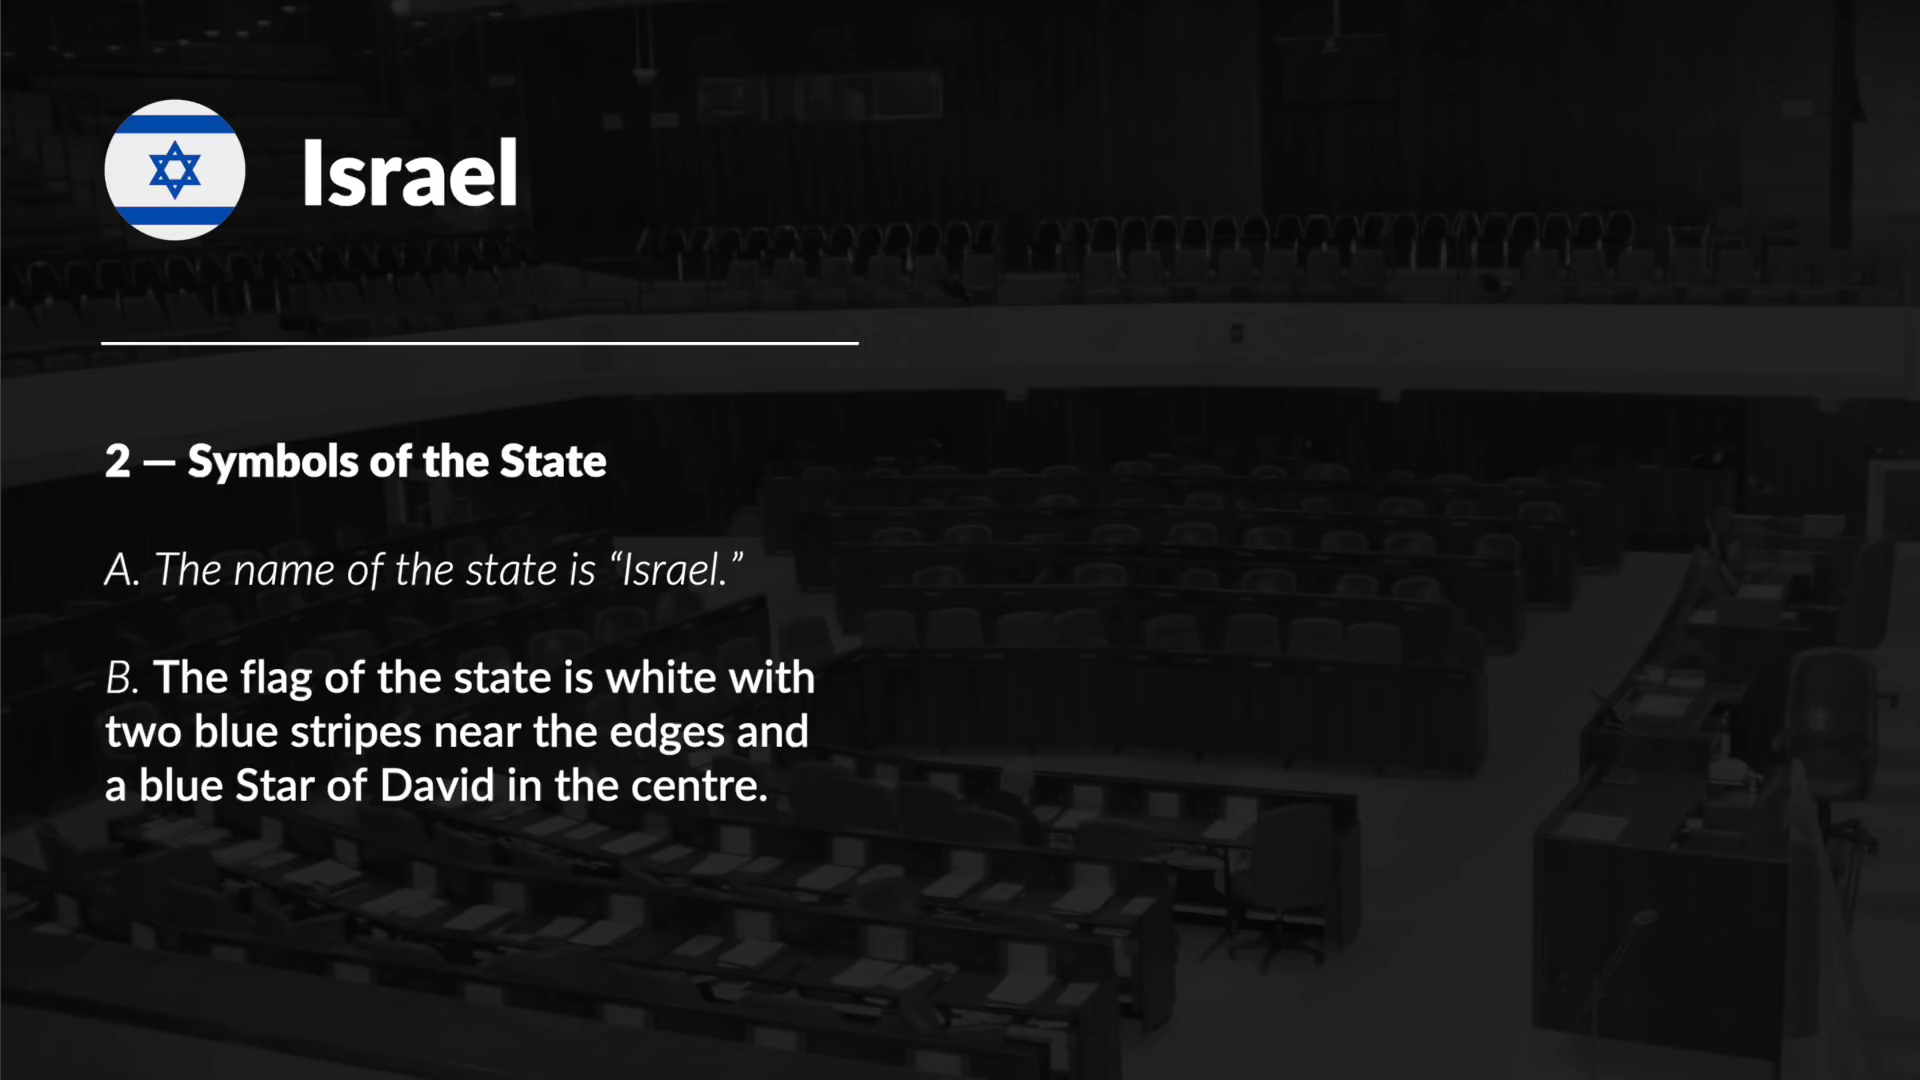 Israel
2 — Symbols of the State
A. The name of the state is “Israel.”
B. The flag of the state is white with
two blue stripes near the edges and
a blue Star of David in the centre.